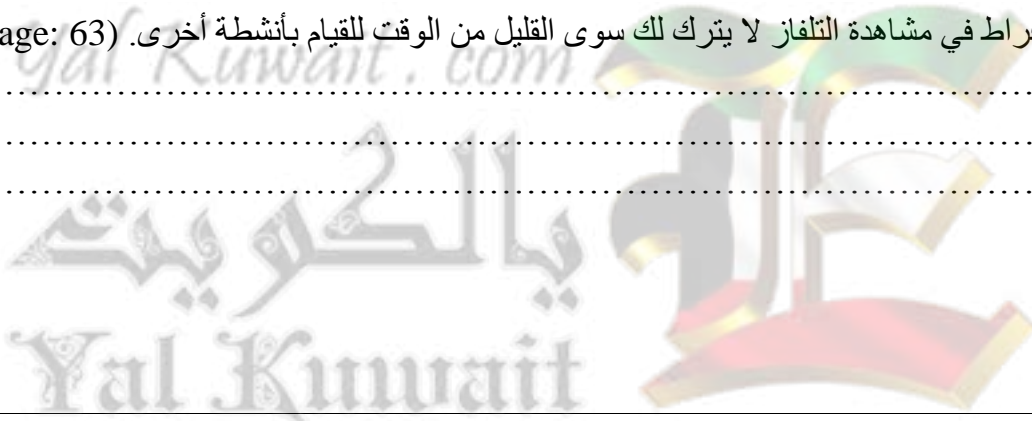 راط في مشاهدة التلفاز لا يترك لك سوى القليل من الوقت للقيام بأنشطة أخرى. (age: 63
yal Kuwait . com
........................................................................
........................................................................
........................................................................
يالكويت
Yal Kuwait